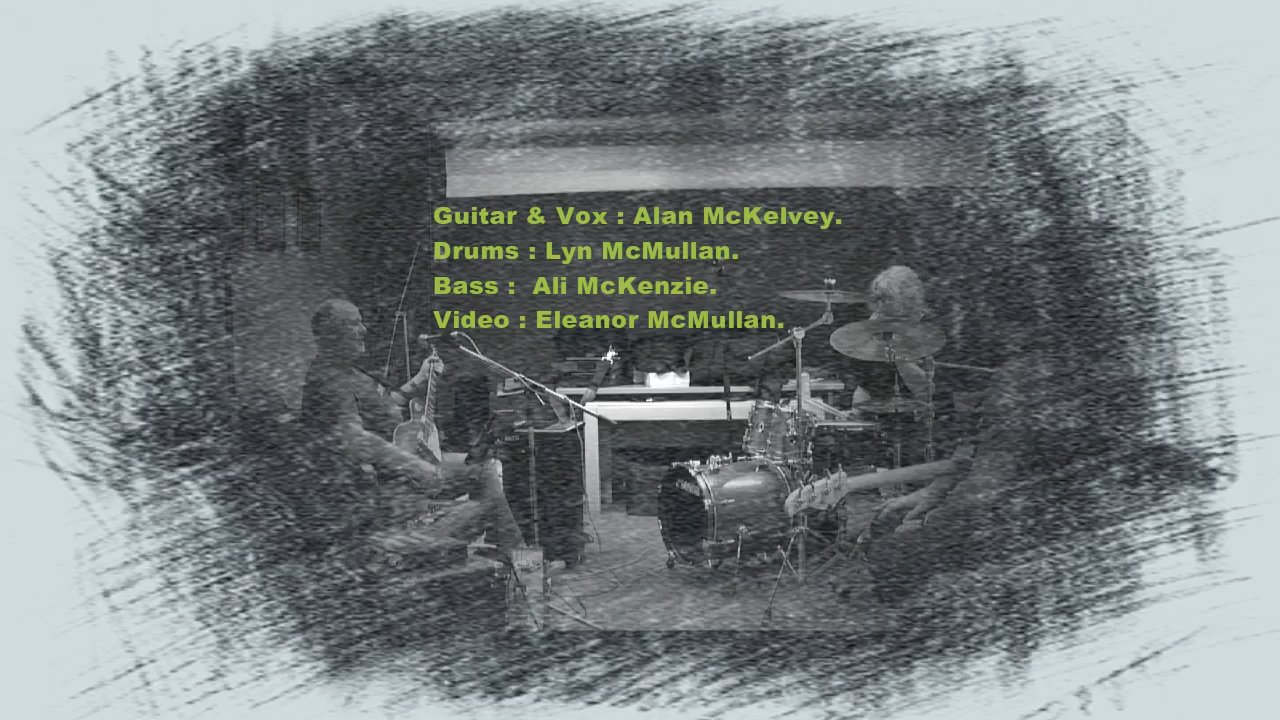 Guitar & Vox : Alan McKelvey.
Drums : Lyn McMullan.
Bass :  Ali McKenzie.
Video : Eleanor McMullan.